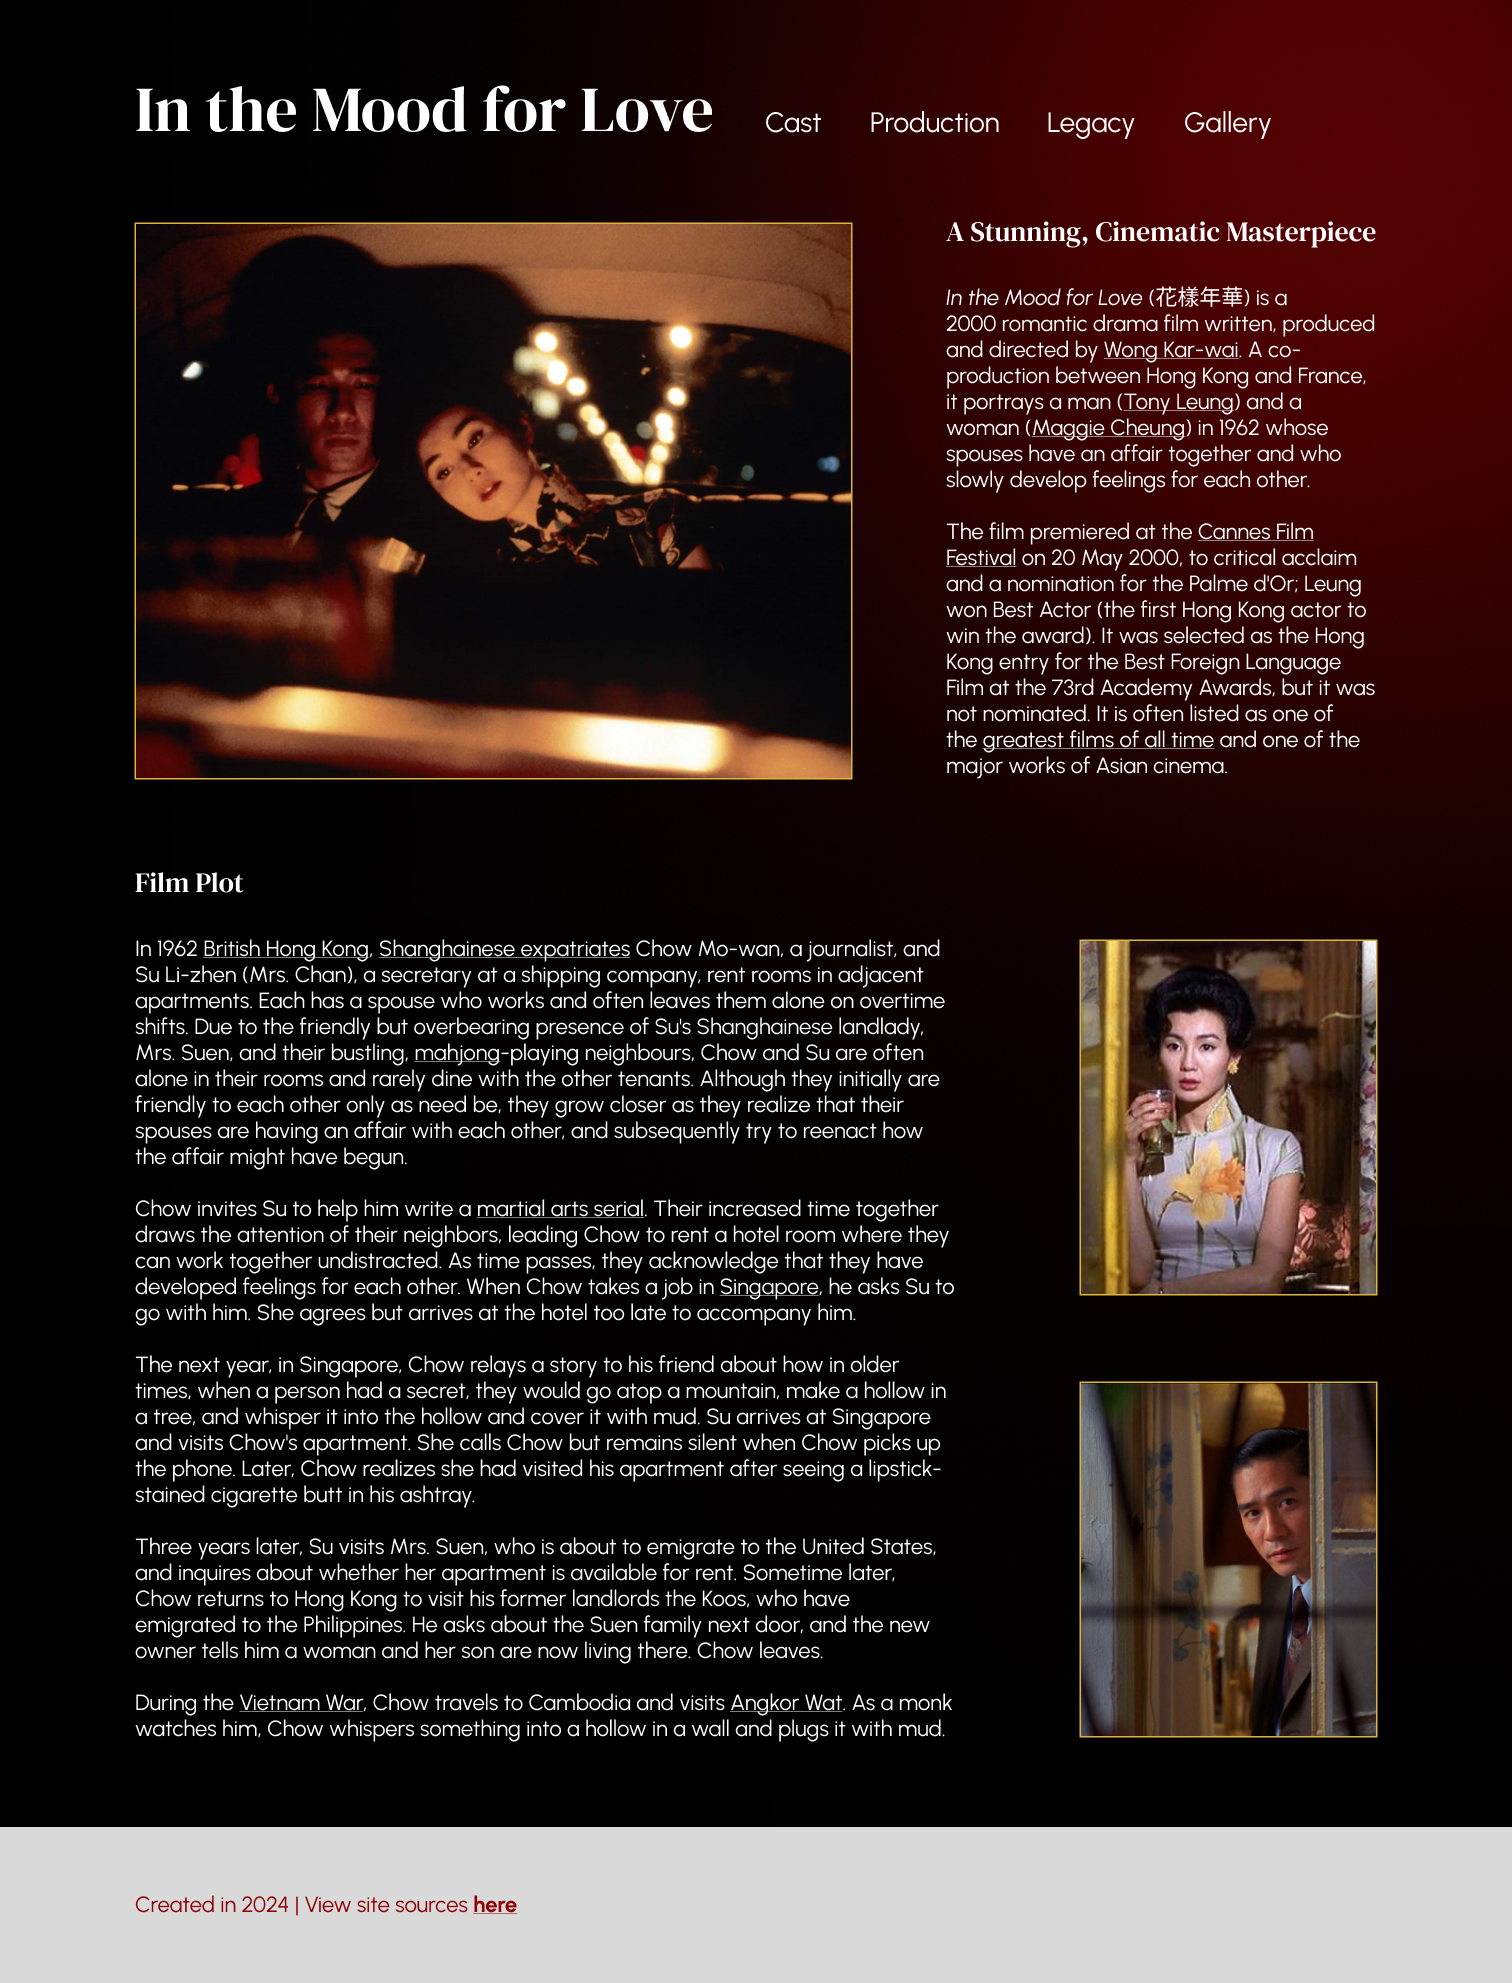 In the Mood for Love
Cast
Production
Legacy
Gallery
A Stunning, Cinematic Masterpiece
In the Mood for Love (花樣年華) is a
2000 romantic drama film written, produced
and directed by Wong Kar-wai. A co-
production between Hong Kong and France,
it portrays a man (Tony Leung) and a
woman (Maggie Cheung) in 1962 whose
spouses have an affair together and who
slowly develop feelings for each other.
The film premiered at the Cannes Film
Festival on 20 May 2000, to critical acclaim
and a nomination for the Palme d'Or; Leung
won Best Actor (the first Hong Kong actor to
win the award). It was selected as the Hong
Kong entry for the Best Foreign Language
Film at the 73rd Academy Awards, but it was
not nominated. It is often listed as one of
the greatest films of all time and one of the
major works of Asian cinema.
Film Plot
In 1962 British Hong Kong, Shanghainese expatriates Chow Mo-wan, a journalist, and
Su Li-zhen (Mrs. Chan), a secretary at a shipping company, rent rooms in adjacent
apartments. Each has a spouse who works and often leaves them alone on overtime
shifts. Due to the friendly but overbearing presence of Su's Shanghainese landlady,
Mrs. Suen, and their bustling, mahjong-playing neighbours, Chow and Su are often
alone in their rooms and rarely dine with the other tenants. Although they initially are
friendly to each other only as need be, they grow closer as they realize that their
spouses are having an affair with each other, and subsequently try to reenact how
the affair might have begun.
Chow invites Su to help him write a martial arts serial. Their increased time together
draws the attention of their neighbors, leading Chow to rent a hotel room where they
can work together undistracted. As time passes, they acknowledge that they have
developed feelings for each other. When Chow takes a job in Singapore, he asks Su to
go with him. She agrees but arrives at the hotel too late to accompany him.
The next year, in Singapore, Chow relays a story to his friend about how in older
times, when a person had a secret, they would go atop a mountain, make a hollow in
a tree, and whisper it into the hollow and cover it with mud. Su arrives at Singapore
and visits Chow's apartment. She calls Chow but remains silent when Chow picks up
the phone. Later, Chow realizes she had visited his apartment after seeing a lipstick-
stained cigarette butt in his ashtray.
Three years later, Su visits Mrs. Suen, who is about to emigrate to the United States,
and inquires about whether her apartment is available for rent. Sometime later,
Chow returns to Hong Kong to visit his former landlords the Koos, who have
emigrated to the Philippines. He asks about the Suen family next door, and the new
owner tells him a woman and her son are now living there. Chow leaves.
During the Vietnam War, Chow travels to Cambodia and visits Angkor Wat. As a monk
watches him, Chow whispers something into a hollow in a wall and plugs it with mud.
Created in 2024 | View site sources here